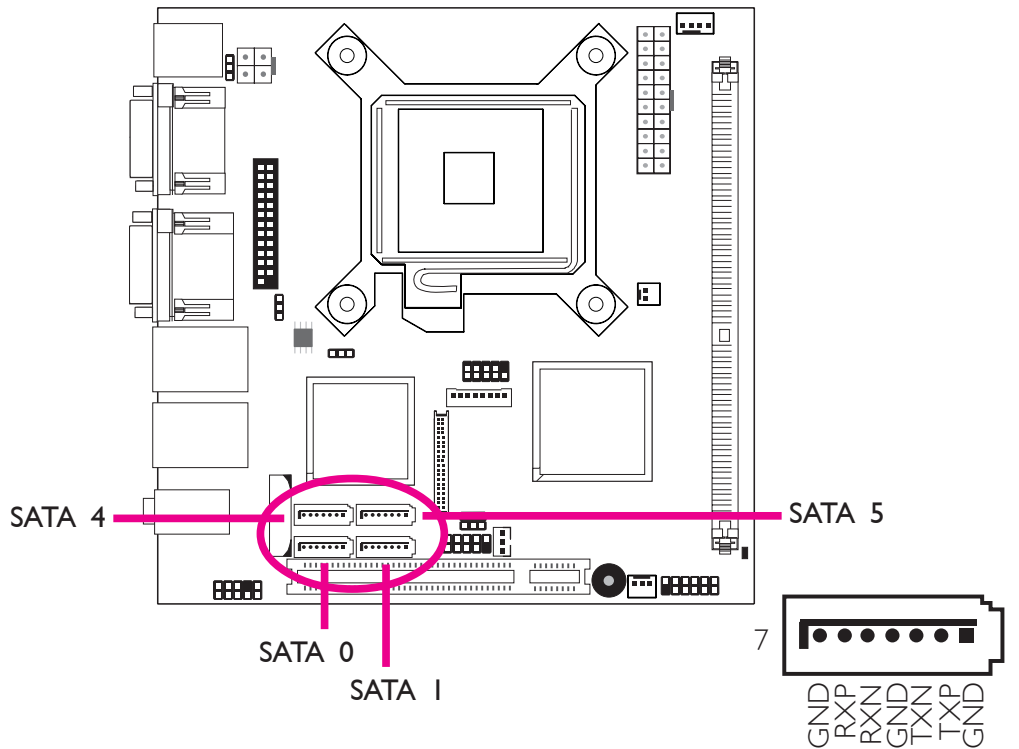 SATA 4
SATA 5
SATA 0
SATA 1
7
GND
RXP
RXN
GND
TXN
TXP
GND